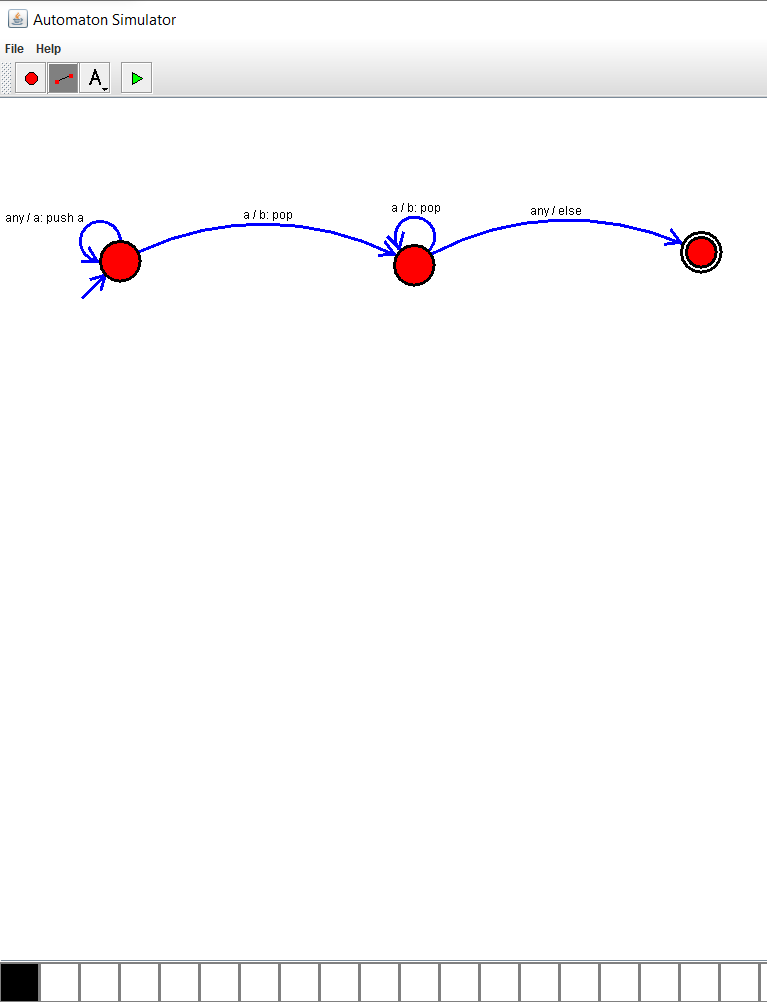 Automaton Simulator
File Help
A
any / a: push a
a / b: pop
a / b: pop
any / else